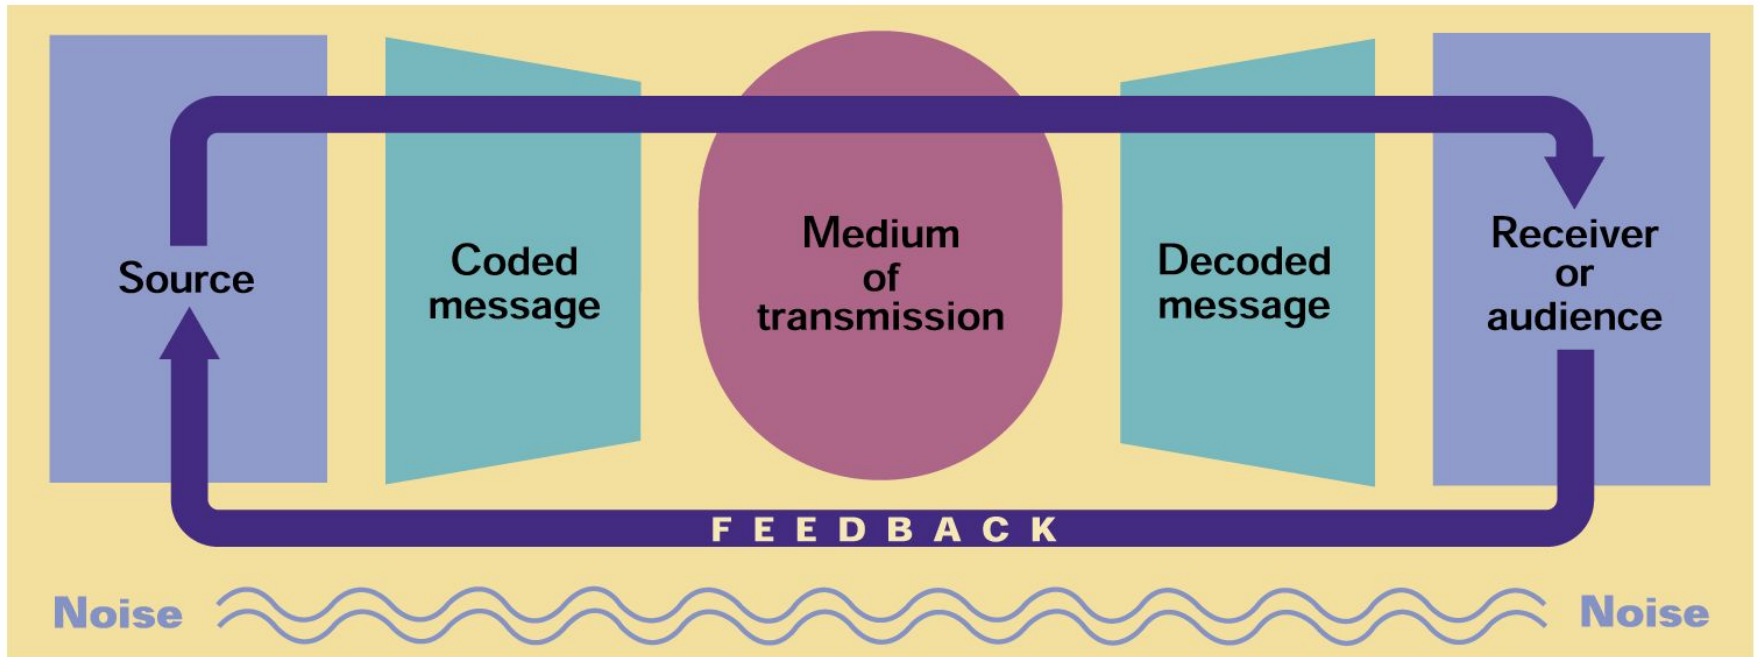 Source
Coded
message
Medium
of
transmission
Decoded
message
Receiver
or
audience
FEEDBACK
Noise
Noise